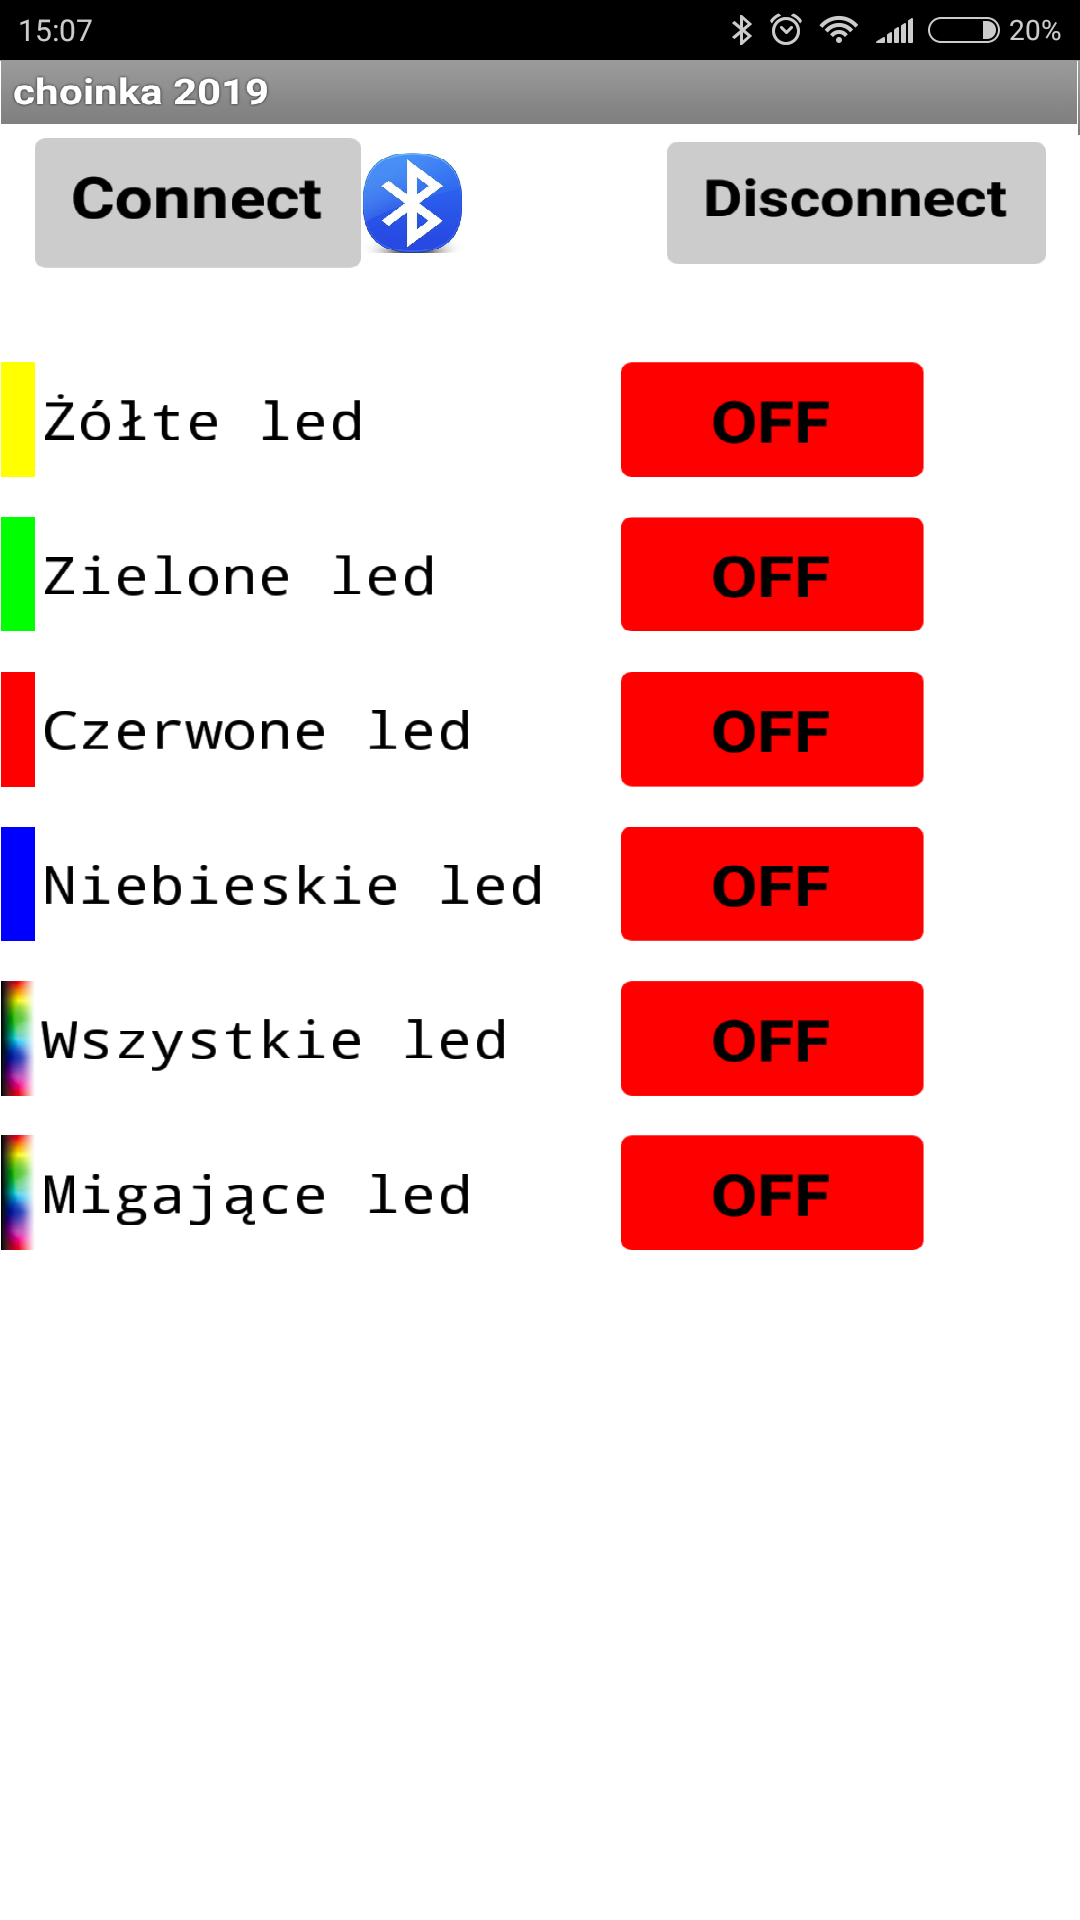 15:07 20%
choinka 2019
Connect Disconnect
Żółte led OFF
Zielone led OFF
Czerwone led OFF
Niebieskie led OFF
Wszystkie led OFF
Migające led OFF